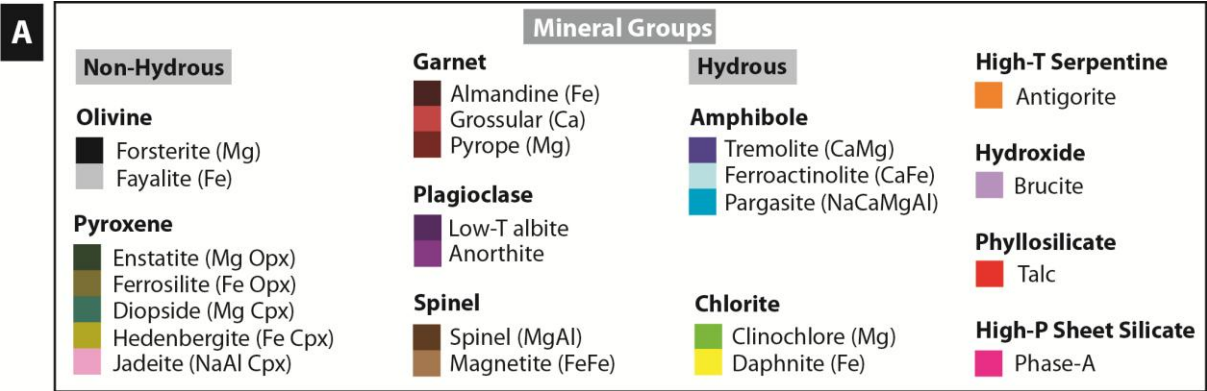 A
Mineral Groups
Non-Hydrous
Olivine
Forsterite (Mg)
Fayalite (Fe)
Pyroxene
Enstatite (Mg Opx)
Ferrosilite (Fe Opx)
Diopside (Mg Cpx)
Hedenbergite (Fe Cpx)
Jadeite (NaAl Cpx)
Garnet
Almandine (Fe)
Grossular (Ca)
Pyrope (Mg)
Plagioclase
Low-T albite
Anorthite
Spinel
Spinel (MgAl)
Magnetite (FeFe)
Hydrous
Amphibole
Tremolite (CaMg)
Ferroactinolite (CaFe)
Pargasite (NaCaMgAl)
Chlorite
Clinochlore (Mg)
Daphnite (Fe)
High-T Serpentine
Antigorite
Hydroxide
Brucite
Phyllosilicate
Talc
High-P Sheet Silicate
Phase-A